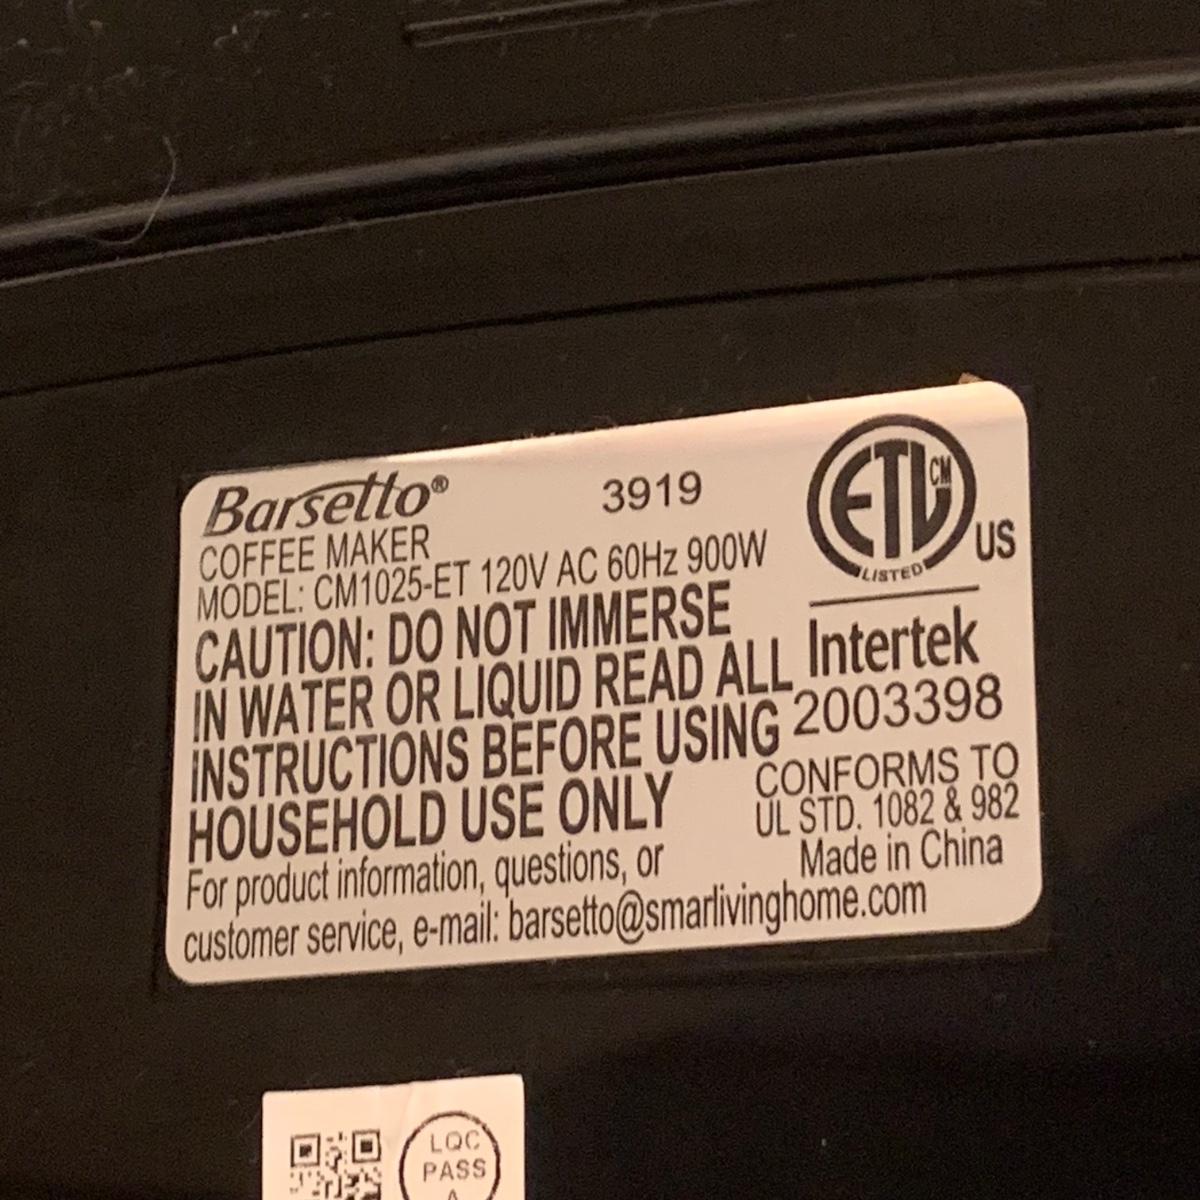 Barsetto® 3919
COFFEE MAKER
MODEL: CM1025-ET 120V AC 60Hz 900W
CAUTION: DO NOT IMMERSE
IN WATER OR LIQUID READ ALL
INSTRUCTIONS BEFORE USING
HOUSEHOLD USE ONLY
For product information, questions, or
customer service, e-mail: barsetto@smarlivinghome.com
ETL CM
LISTED
US
Intertek
2003398
CONFORMS TO
UL STD. 1082 & 982
Made in China
LQC
PASS